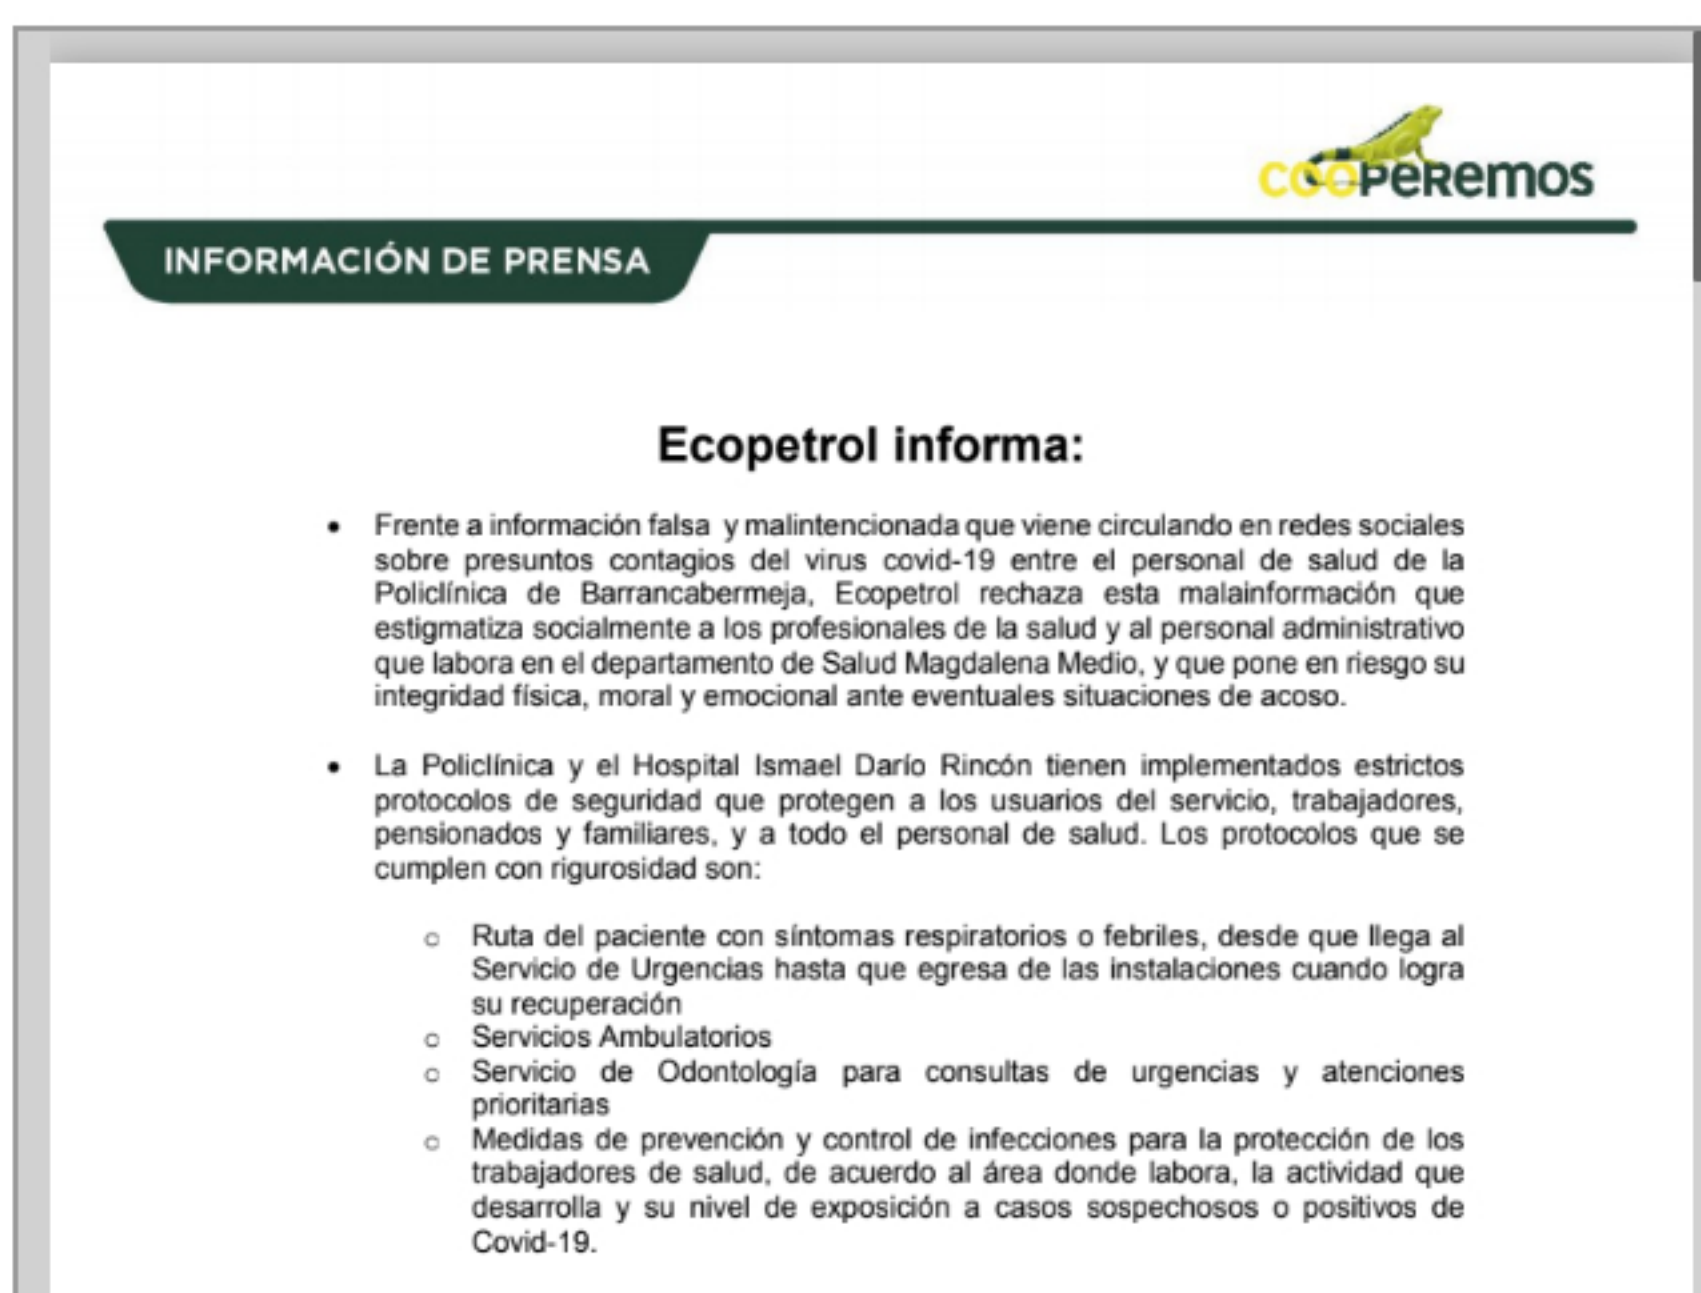 cooperemos
INFORMACIÓN DE PRENSA
Ecopetrol informa:
• Frente a información falsa y malintencionada que viene circulando en redes sociales
sobre presuntos contagios del virus covid-19 entre el personal de salud de la
Policlínica de Barrancabermeja, Ecopetrol rechaza esta malainformación que
estigmatiza socialmente a los profesionales de la salud y al personal administrativo
que labora en el departamento de Salud Magdalena Medio, y que pone en riesgo su
integridad física, moral y emocional ante eventuales situaciones de acoso.
• La Policlínica y el Hospital Ismael Darío Rincón tienen implementados estrictos
protocolos de seguridad que protegen a los usuarios del servicio, trabajadores,
pensionados y familiares, y a todo el personal de salud. Los protocolos que se
cumplen con rigurosidad son:
o Ruta del paciente con síntomas respiratorios o febriles, desde que llega al
Servicio de Urgencias hasta que egresa de las instalaciones cuando logra
su recuperación
o Servicios Ambulatorios
o Servicio de Odontología para consultas de urgencias y atenciones
prioritarias
o Medidas de prevención y control de infecciones para la protección de los
trabajadores de salud, de acuerdo al área donde labora, la actividad que
desarrolla y su nivel de exposición a casos sospechosos o positivos de
Covid-19.